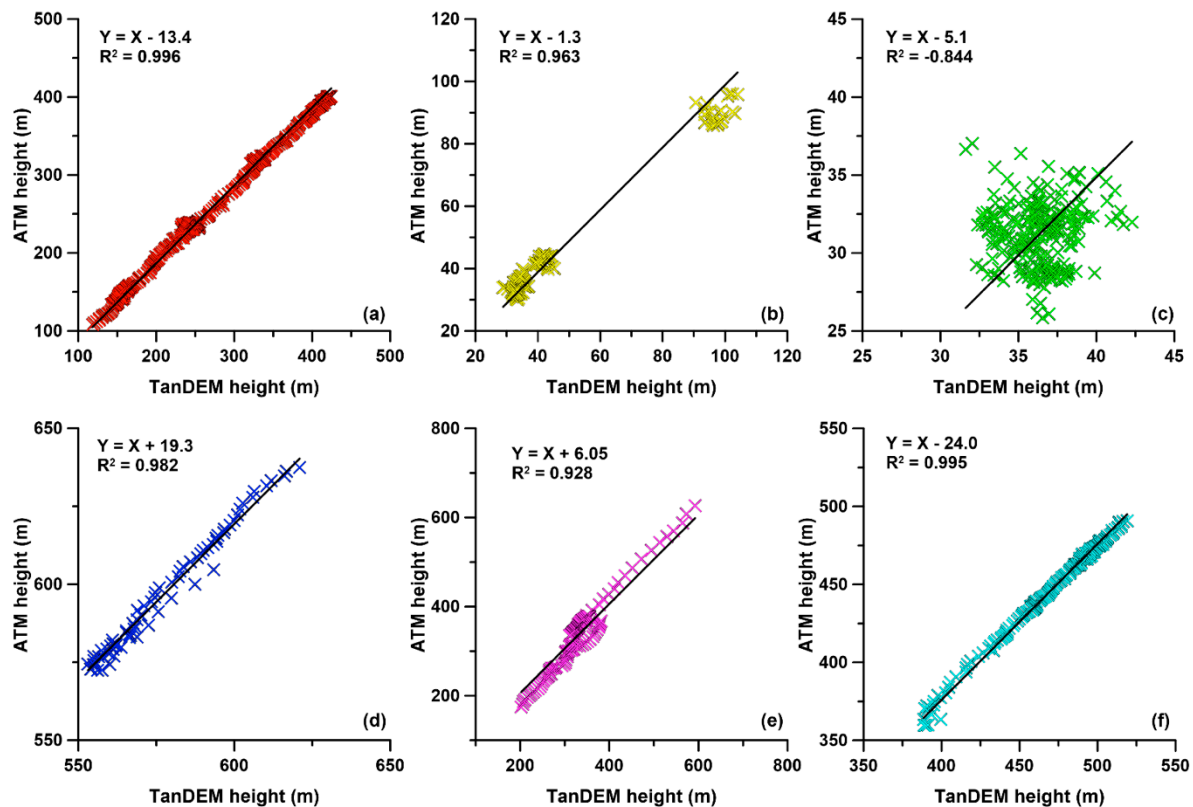 500
400
300
200
100
ATM height (m)
Y = X - 13.4
R² = 0.996
(a)
100 200 300 400 500
TanDEM height (m)
120
100
80
60
40
20
ATM height (m)
Y = X - 1.3
R² = 0.963
(b)
20 40 60 80 100 120
TanDEM height (m)
45
40
35
30
25
ATM height (m)
Y = X - 5.1
R² = -0.844
(c)
25 30 35 40 45
TanDEM height (m)
650
600
550
ATM height (m)
Y = X + 19.3
R² = 0.982
(d)
550 600 650
TanDEM height (m)
800
600
400
200
ATM height (m)
Y = X + 6.05
R² = 0.928
(e)
200 400 600 800
TanDEM height (m)
550
500
450
400
350
ATM height (m)
Y = X - 24.0
R² = 0.995
(f)
350 400 450 500 550
TanDEM height (m)